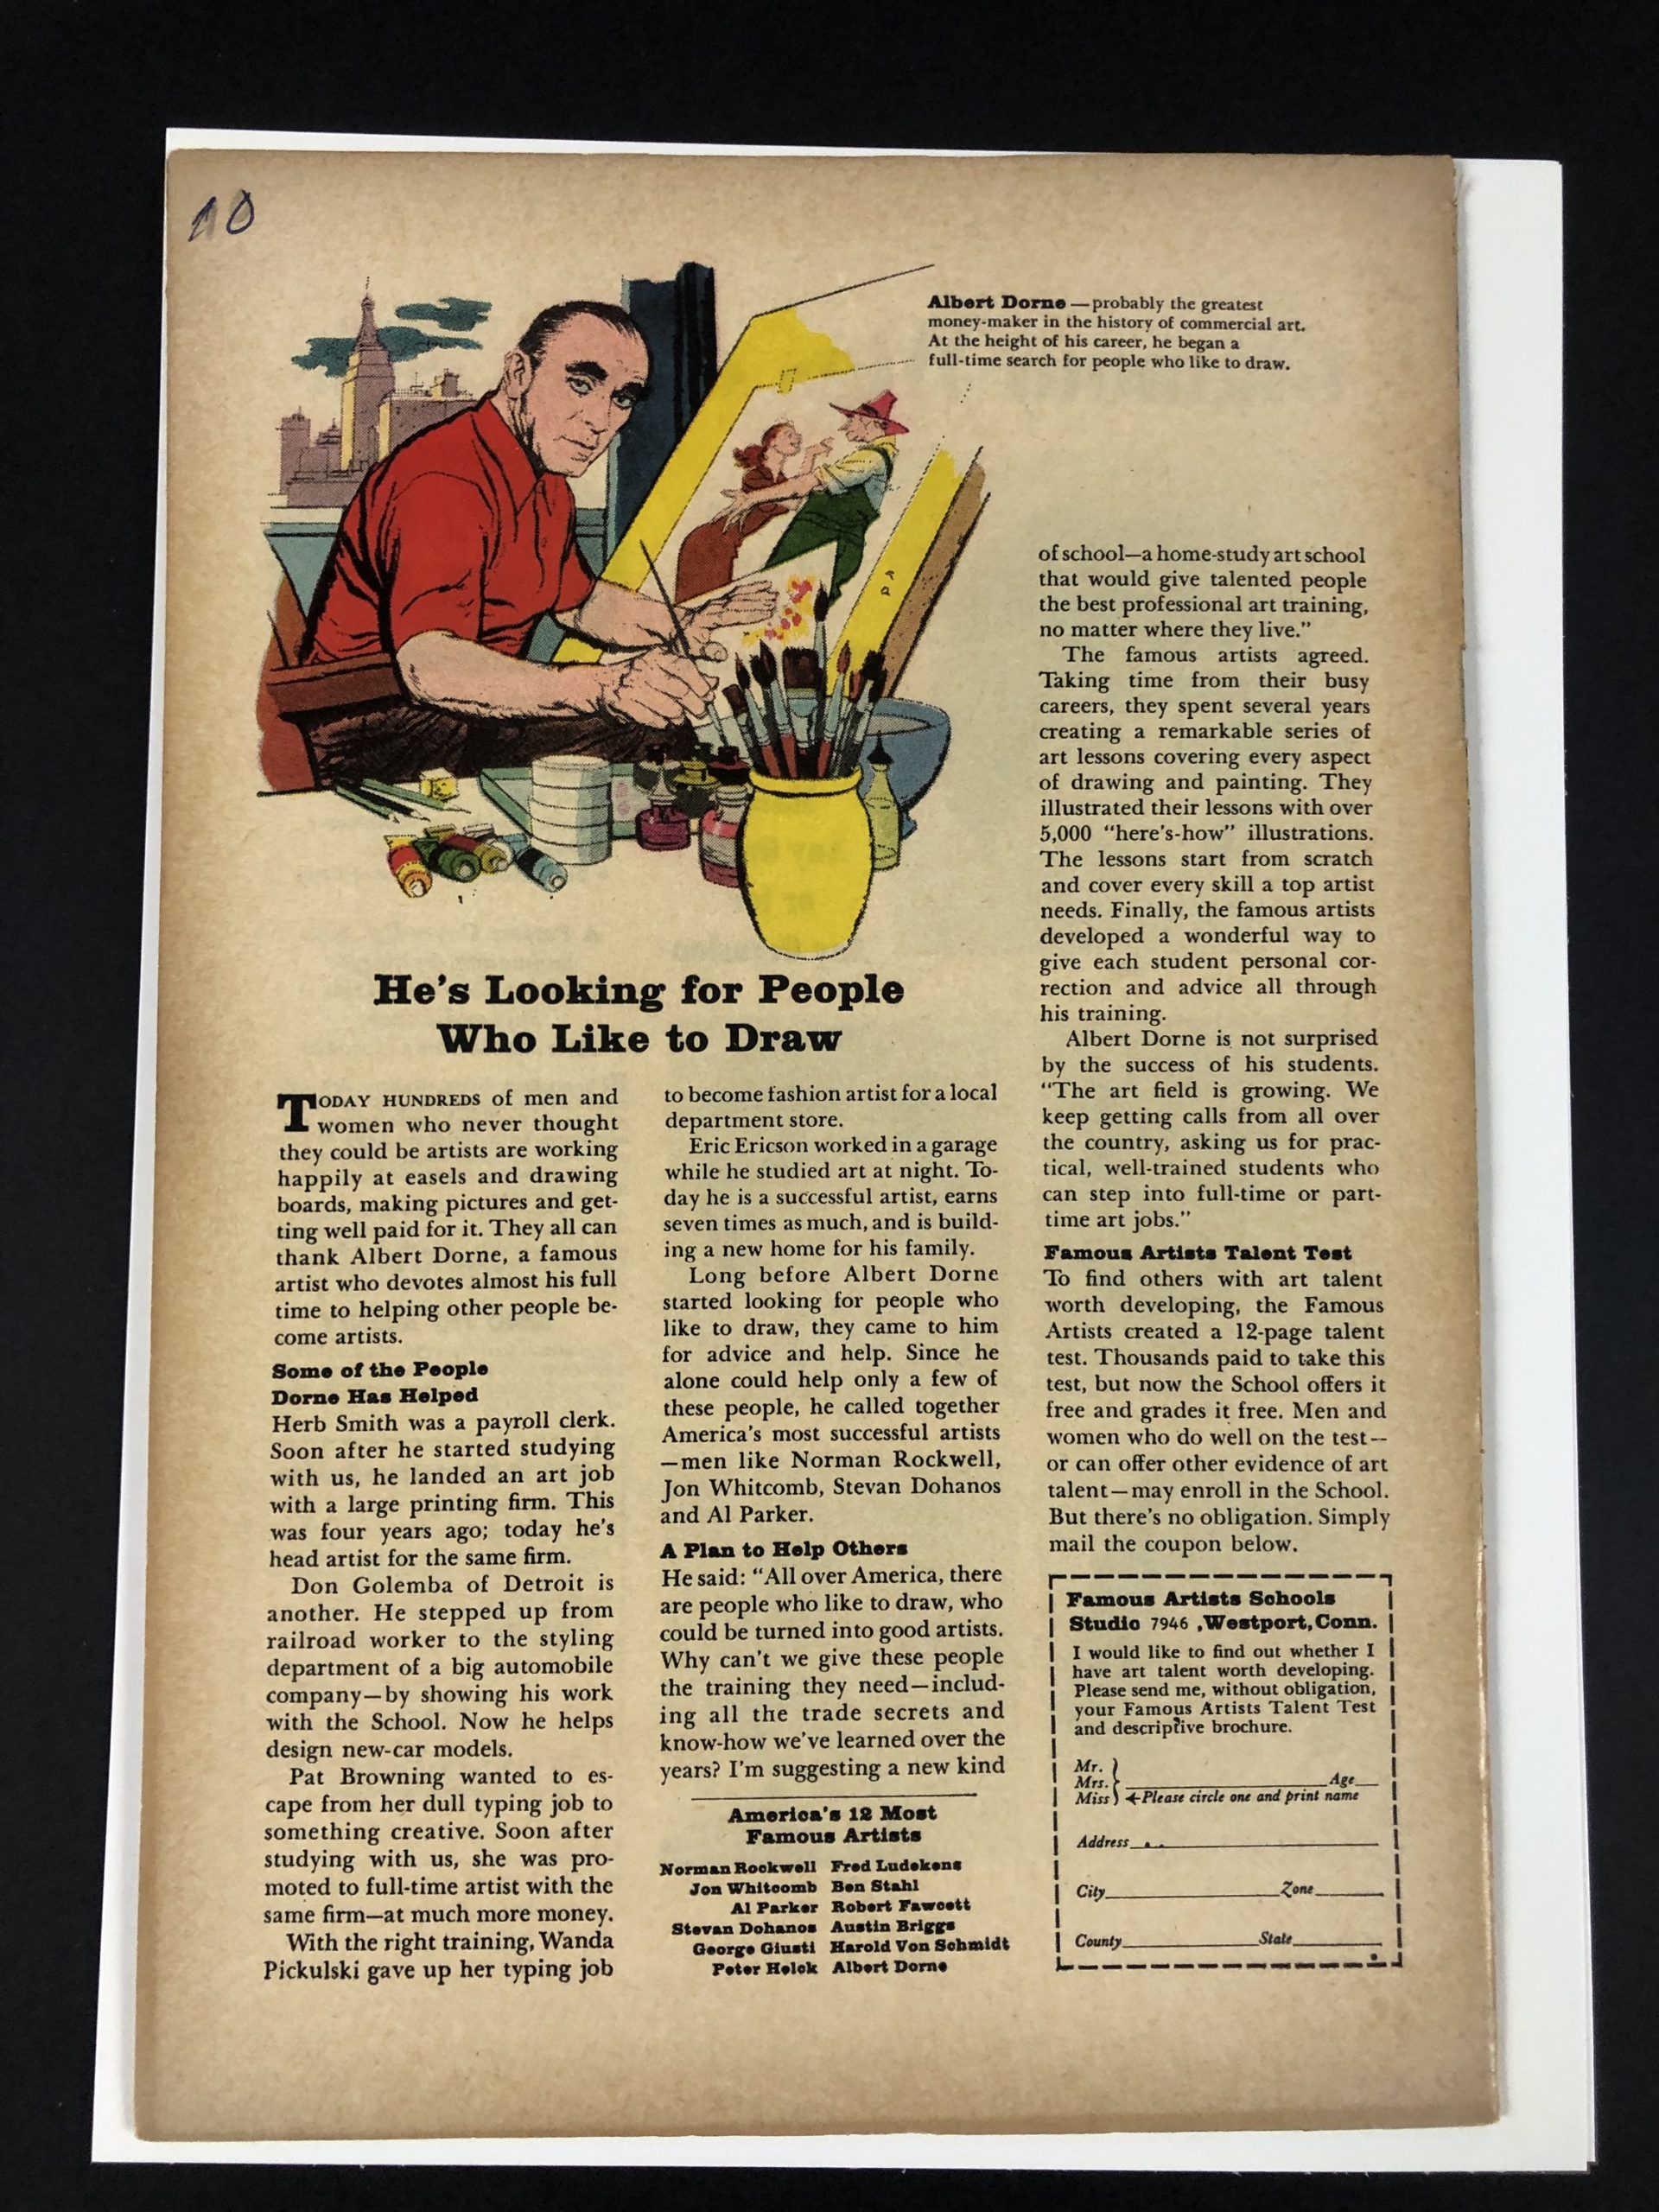 10
Albert Dorne — probably the greatest
money-maker in the history of commercial art.
At the height of his career, he began a
full-time search for people who like to draw.
He's Looking for People
Who Like to Draw
TODAY HUNDREDS of men and
women who never thought
they could be artists are working
happily at easels and drawing
boards, making pictures and get-
ting well paid for it. They all can
thank Albert Dorne, a famous
artist who devotes almost his full
time to helping other people be-
come artists.
Some of the People
Dorne Has Helped
Herb Smith was a payroll clerk.
Soon after he started studying
with us, he landed an art job
with a large printing firm. This
was four years ago; today he's
head artist for the same firm.
Don Golemba of Detroit is
another. He stepped up from
railroad worker to the styling
department of a big automobile
company—by showing his work
with the School. Now he helps
design new-car models.
Pat Browning wanted to es-
cape from her dull typing job to
something creative. Soon after
studying with us, she was pro-
moted to full-time artist with the
same firm—at much more money.
With the right training, Wanda
Pickulski gave up her typing job
to become fashion artist for a local
department store.
Eric Ericson worked in a garage
while he studied art at night. To-
day he is a successful artist, earns
seven times as much, and is build-
ing a new home for his family.
Long before Albert Dorne
started looking for people who
like to draw, they came to him
for advice and help. Since he
alone could help only a few of
these people, he called together
America's most successful artists
—men like Norman Rockwell,
Jon Whitcomb, Stevan Dohanos
and Al Parker.
A Plan to Help Others
He said: “All over America, there
are people who like to draw, who
could be turned into good artists.
Why can't we give these people
the training they need—includ-
ing all the trade secrets and
know-how we've learned over the
years? I'm suggesting a new kind
America's 12 Most
Famous Artists
Norman Rockwell Fred Ludekens
Jon Whitcomb Ben Stahl
Al Parker Robert Fawcett
Stevan Dohanos Austin Briggs
George Giusti Harold Von Schmidt
Peter Helck Albert Dorne
of school—a home-study art school
that would give talented people
the best professional art training,
no matter where they live.”
The famous artists agreed.
Taking time from their busy
careers, they spent several years
creating a remarkable series of
art lessons covering every aspect
of drawing and painting. They
illustrated their lessons with over
5,000 “here's-how” illustrations.
The lessons start from scratch
and cover every skill a top artist
needs. Finally, the famous artists
developed a wonderful way to
give each student personal cor-
rection and advice all through
his training.
Albert Dorne is not surprised
by the success of his students.
“The art field is growing. We
keep getting calls from all over
the country, asking us for prac-
tical, well-trained students who
can step into full-time or part-
time art jobs.”
Famous Artists Talent Test
To find others with art talent
worth developing, the Famous
Artists created a 12-page talent
test. Thousands paid to take this
test, but now the School offers it
free and grades it free. Men and
women who do well on the test—
or can offer other evidence of art
talent—may enroll in the School.
But there's no obligation. Simply
mail the coupon below.
Famous Artists Schools
Studio 7946 , Westport, Conn.
I would like to find out whether I
have art talent worth developing.
Please send me, without obligation,
your Famous Artists Talent Test
and descriptive brochure.
Mr.
Mrs. Age
Miss ←Please circle one and print name
Address
City Zone
County State